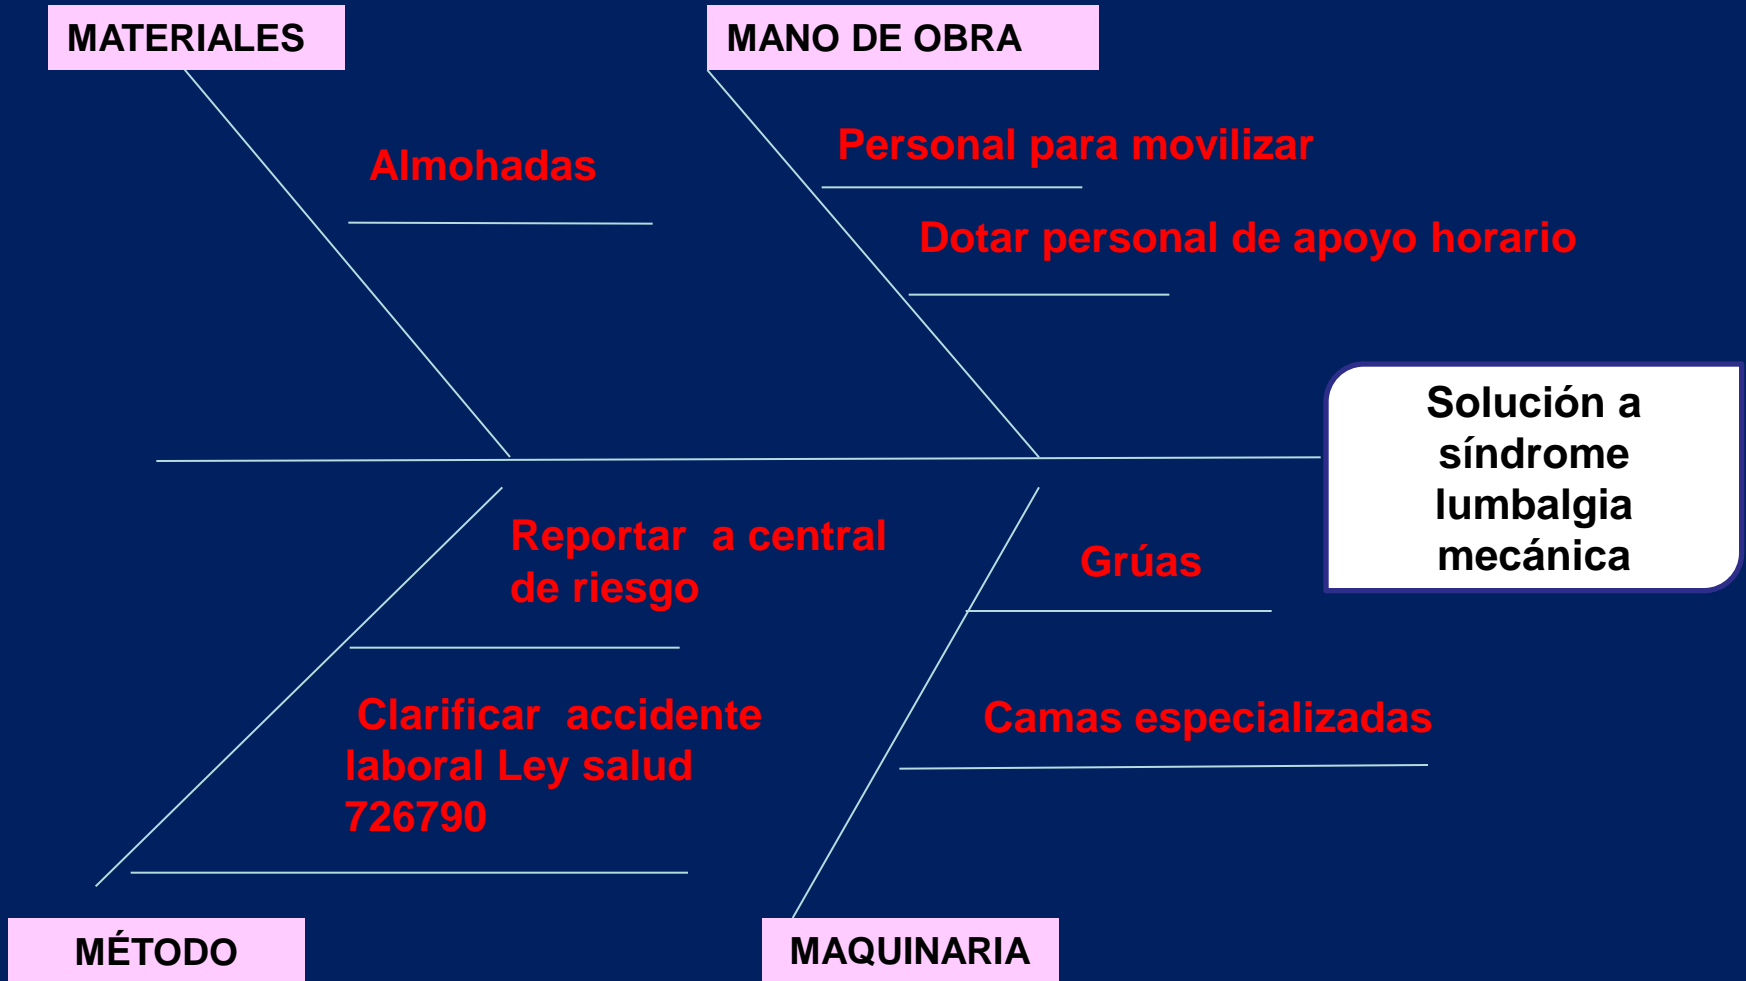 MATERIALES
MANO DE OBRA
Almohadas
Personal para movilizar
Dotar personal de apoyo horario
Solución a
síndrome
lumbalgia
mecánica
Reportar  a central
de riesgo
Grúas
Clarificar  accidente
laboral Ley salud
726790
Camas especializadas
MÉTODO
MAQUINARIA